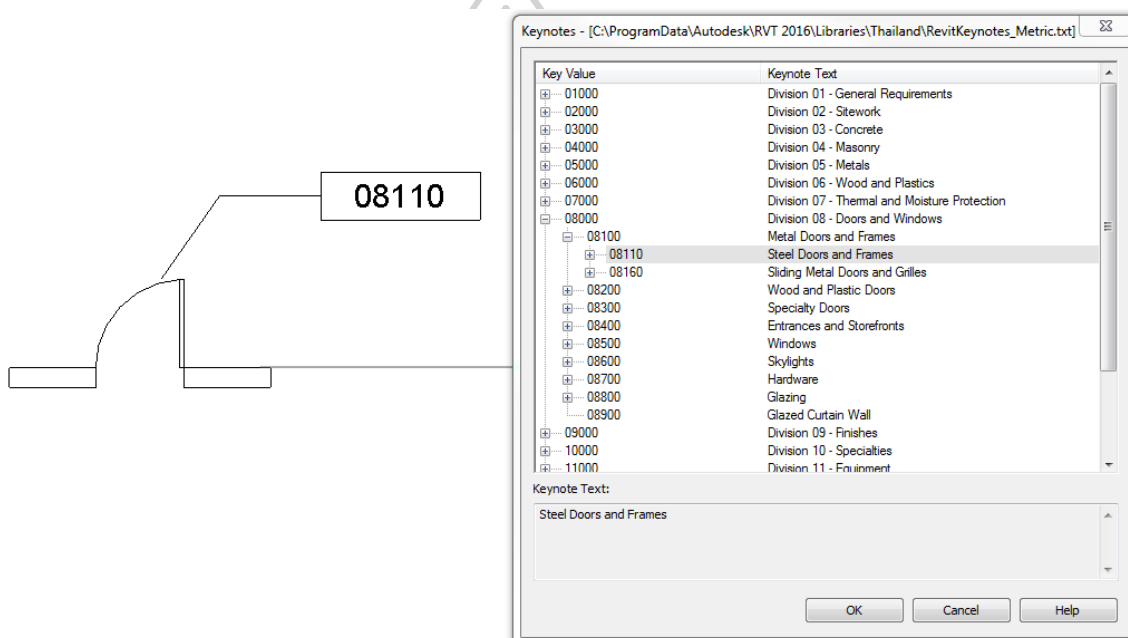 Keynotes - [C:\ProgramData\Autodesk\RVT 2016\Libraries\Thailand\RevitKeynotes_Metric.txt]
08110
Key Value Keynote Text
01000 Division 01 - General Requirements
02000 Division 02 - Sitework
03000 Division 03 - Concrete
04000 Division 04 - Masonry
05000 Division 05 - Metals
06000 Division 06 - Wood and Plastics
07000 Division 07 - Thermal and Moisture Protection
08000 Division 08 - Doors and Windows
08100 Metal Doors and Frames
08110 Steel Doors and Frames
08160 Sliding Metal Doors and Grilles
08200 Wood and Plastic Doors
08300 Specialty Doors
08400 Entrances and Storefronts
08500 Windows
08600 Skylights
08700 Hardware
08800 Glazing
08900 Glazed Curtain Wall
09000 Division 09 - Finishes
10000 Division 10 - Specialties
11000 Division 11 - Equipment
Keynote Text:
Steel Doors and Frames
OK Cancel Help